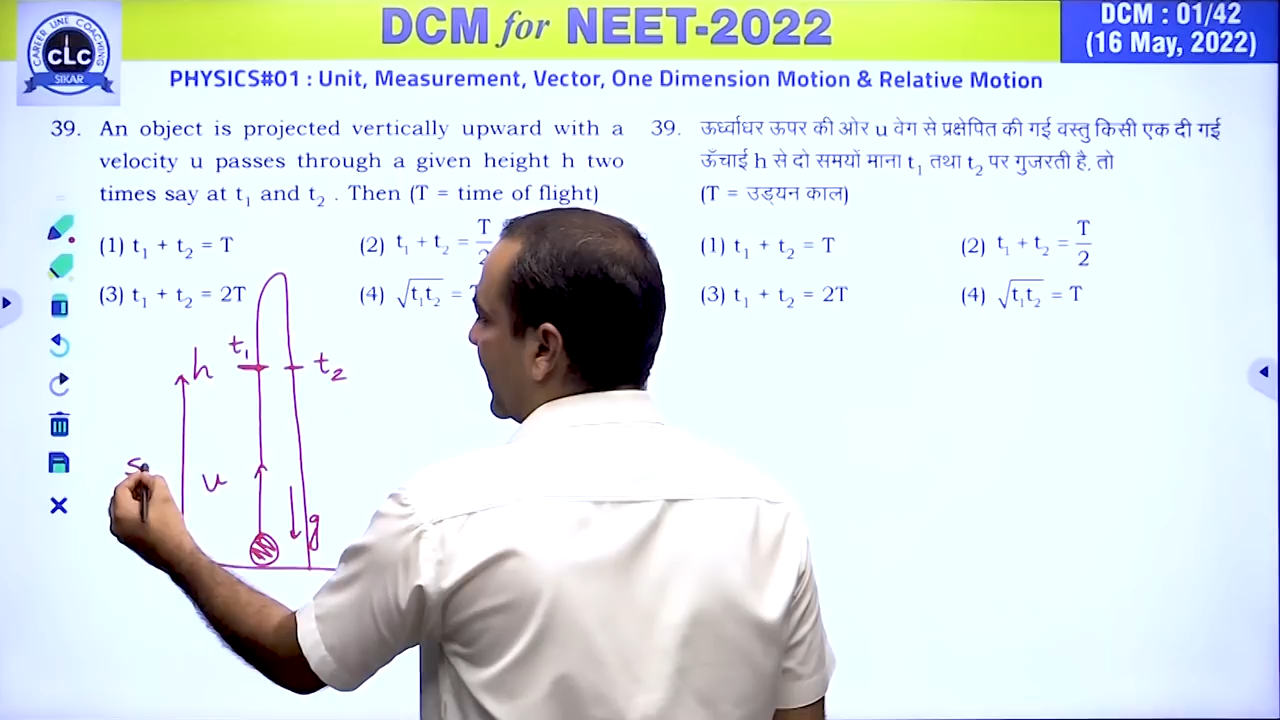 DCM for NEET-2022
DCM : 01/42
(16 May, 2022)
CAREER LINE COACHING
CLC
SIKAR
PHYSICS#01 : Unit, Measurement, Vector, One Dimension Motion & Relative Motion
39. An object is projected vertically upward with a
velocity u passes through a given height h two
times say at t₁ and t₂ . Then (T = time of flight)
(1) t₁ + t₂ = T
(2) t₁ + t₂ = T/2
(3) t₁ + t₂ = 2T
(4) √t₁t₂ =
39. ऊर्ध्वाधर ऊपर की ओर u वेग से प्रक्षेपित की गई वस्तु किसी एक दी गई
ऊँचाई h से दो समयों माना t₁ तथा t₂ पर गुजरती है, तो
(T = उड्यन काल)
(1) t₁ + t₂ = T
(2) t₁ + t₂ = T/2
(3) t₁ + t₂ = 2T
(4) √t₁t₂ = T
h
t₁
t₂
u
g
S